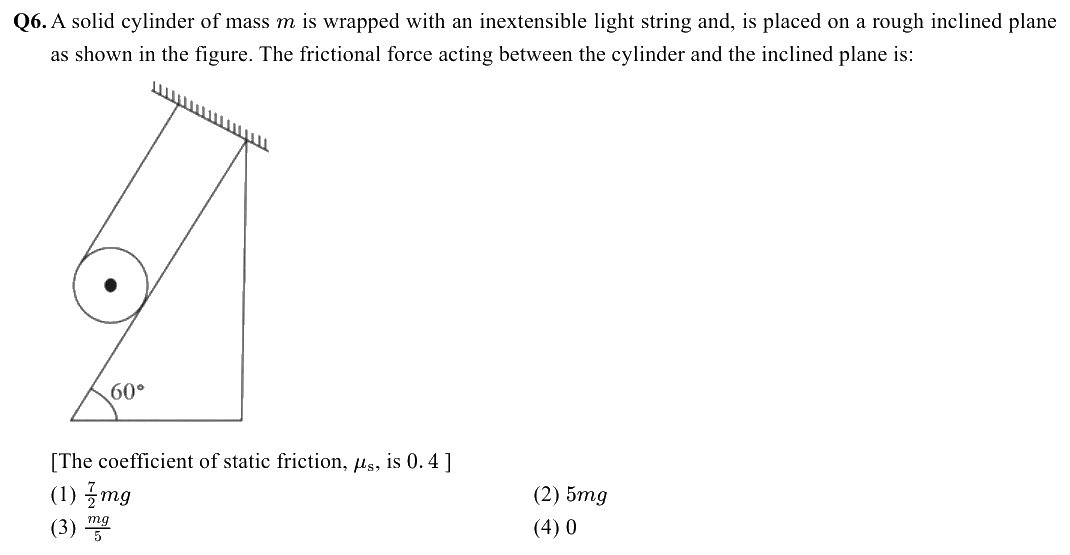 Q6. A solid cylinder of mass m is wrapped with an inextensible light string and, is placed on a rough inclined plane
as shown in the figure. The frictional force acting between the cylinder and the inclined plane is:
60°
[The coefficient of static friction, μₛ, is 0.4 ]
(1) 7/2 mg (2) 5mg
(3) mg/5 (4) 0